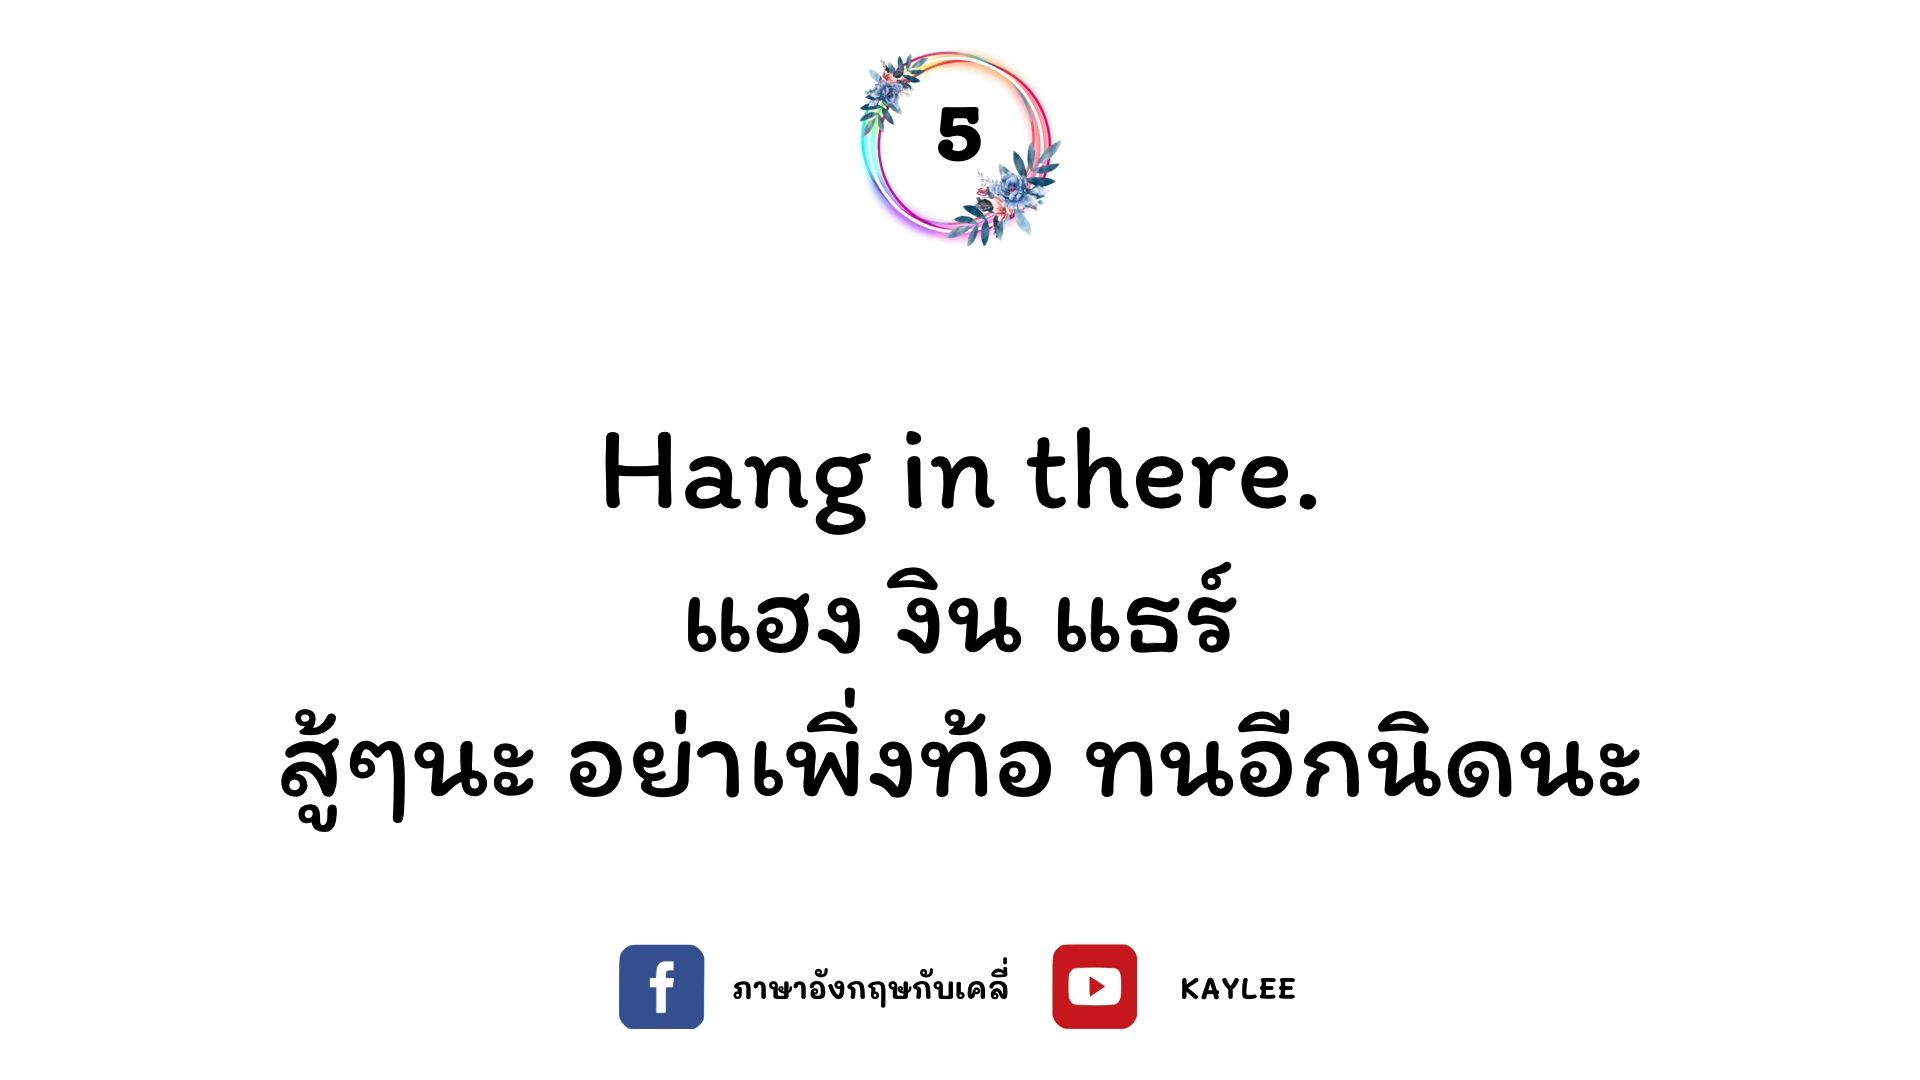 5
Hang in there.
แฮง งิน แธร์
สู้ๆนะ อย่าเพิ่งท้อ ทนอีกนิดนะ
ภาษาอังกฤษกับเคลี่ KAYLEE